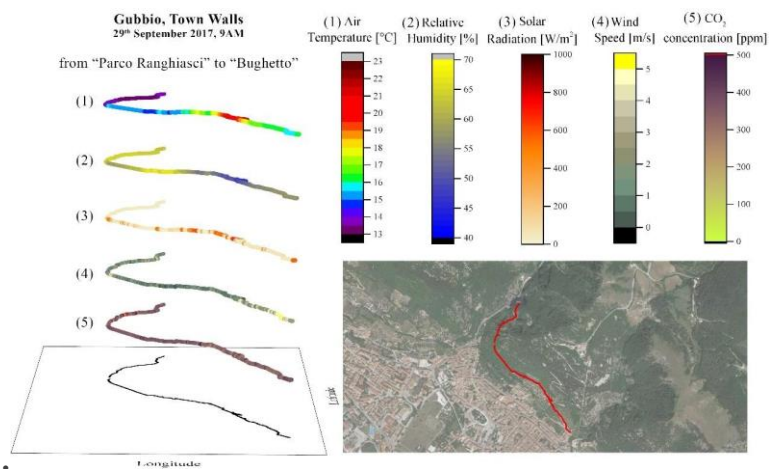 Gubbio, Town Walls
29th September 2017, 9AM
from “Parco Ranghiasci” to “Bughetto”
(1)
(2)
(3)
(4)
(5)
Longitude
Latitude
(1) Air
Temperature [°C]
23
22
21
20
19
18
17
16
15
14
13
(2) Relative
Humidity [%]
70
65
60
55
50
45
40
(3) Solar
Radiation [W/m²]
1000
800
600
400
200
0
(4) Wind
Speed [m/s]
5
4
3
2
1
0
(5) CO₂
concentration [ppm]
500
400
300
200
100
0